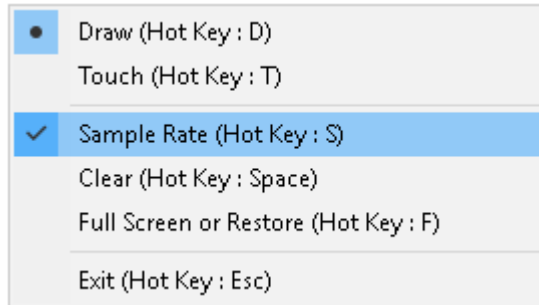 Draw (Hot Key : D)
Touch (Hot Key : T)
Sample Rate (Hot Key : S)
Clear (Hot Key : Space)
Full Screen or Restore (Hot Key : F)
Exit (Hot Key : Esc)